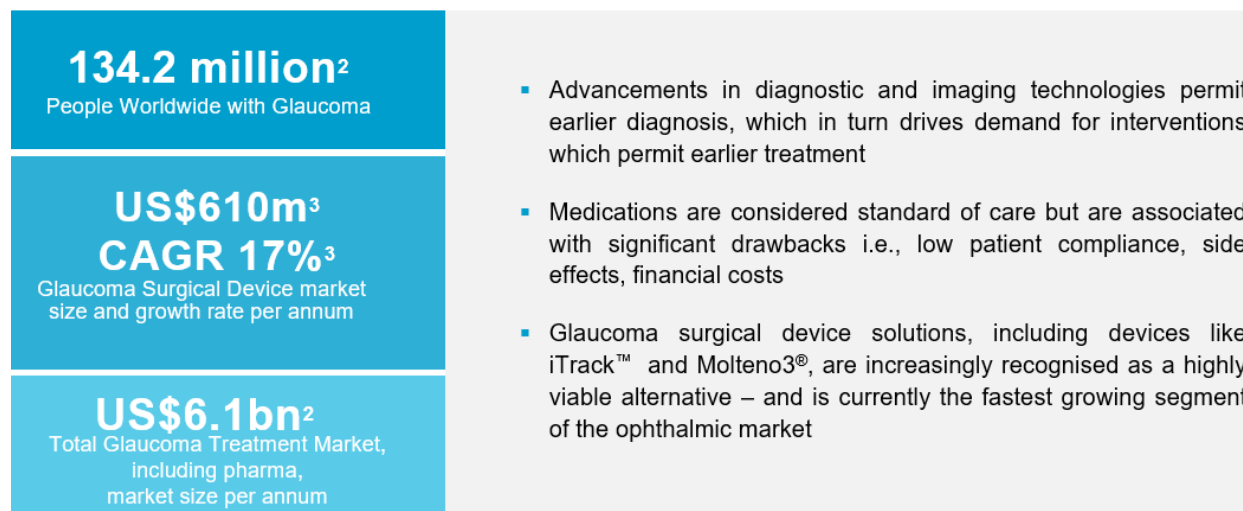 134.2 million²
People Worldwide with Glaucoma
US$610m³
CAGR 17%³
Glaucoma Surgical Device market
size and growth rate per annum
US$6.1bn²
Total Glaucoma Treatment Market,
including pharma,
market size per annum
▪ Advancements in diagnostic and imaging technologies permit
earlier diagnosis, which in turn drives demand for interventions
which permit earlier treatment
▪ Medications are considered standard of care but are associated
with significant drawbacks i.e., low patient compliance, side
effects, financial costs
▪ Glaucoma surgical device solutions, including devices like
iTrack™ and Molteno3®, are increasingly recognised as a highly
viable alternative – and is currently the fastest growing segment
of the ophthalmic market